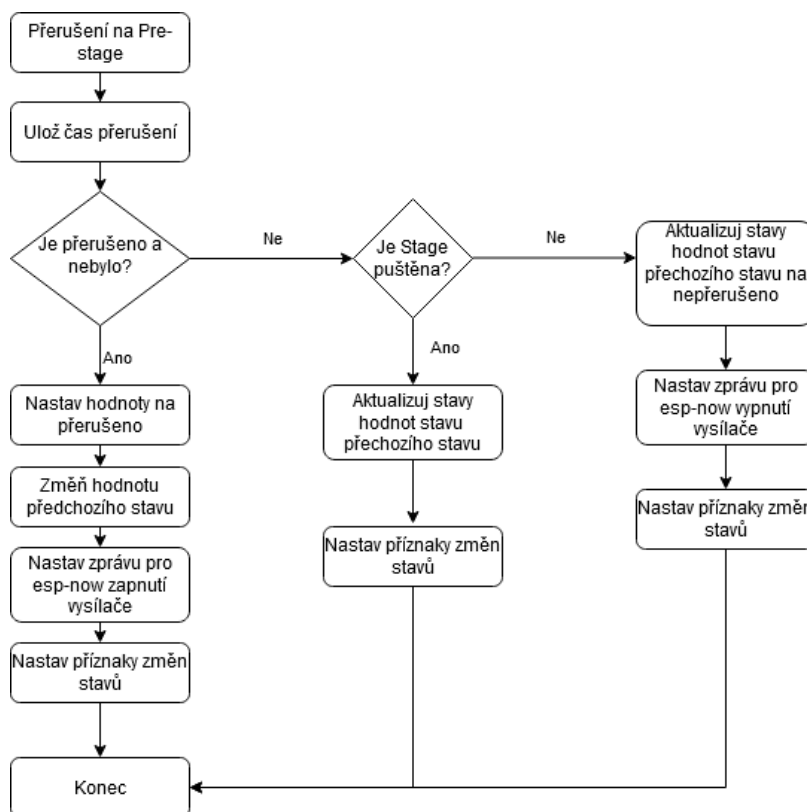 Přerušení na Pre-
stage
Ulož čas přerušení
Je přerušeno a
nebylo?
Ne
Je Stage
puštěna?
Ne
Aktualizuj stavy
hodnot stavu
přechozího stavu na
nepřerušeno
Ano
Ano
Nastav hodnoty na
přerušeno
Aktualizuj stavy
hodnot stavu
přechozího stavu
Nastav zprávu pro
esp-now vypnutí
vysílače
Změň hodnotu
předchozího stavu
Nastav příznaky změn
stavů
Nastav příznaky změn
stavů
Nastav zprávu pro
esp-now zapnutí
vysílače
Nastav příznaky změn
stavů
Konec